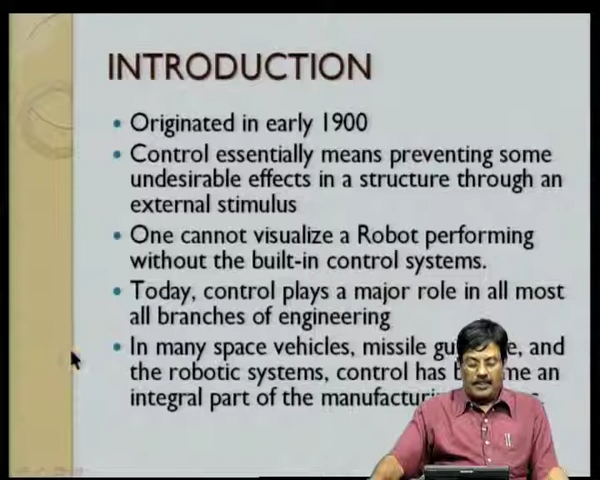 INTRODUCTION
• Originated in early 1900
• Control essentially means preventing some
undesirable effects in a structure through an
external stimulus
• One cannot visualize a Robot performing
without the built-in control systems.
• Today, control plays a major role in all most
all branches of engineering
• In many space vehicles, missile and
the robotic systems, control has an
integral part of the